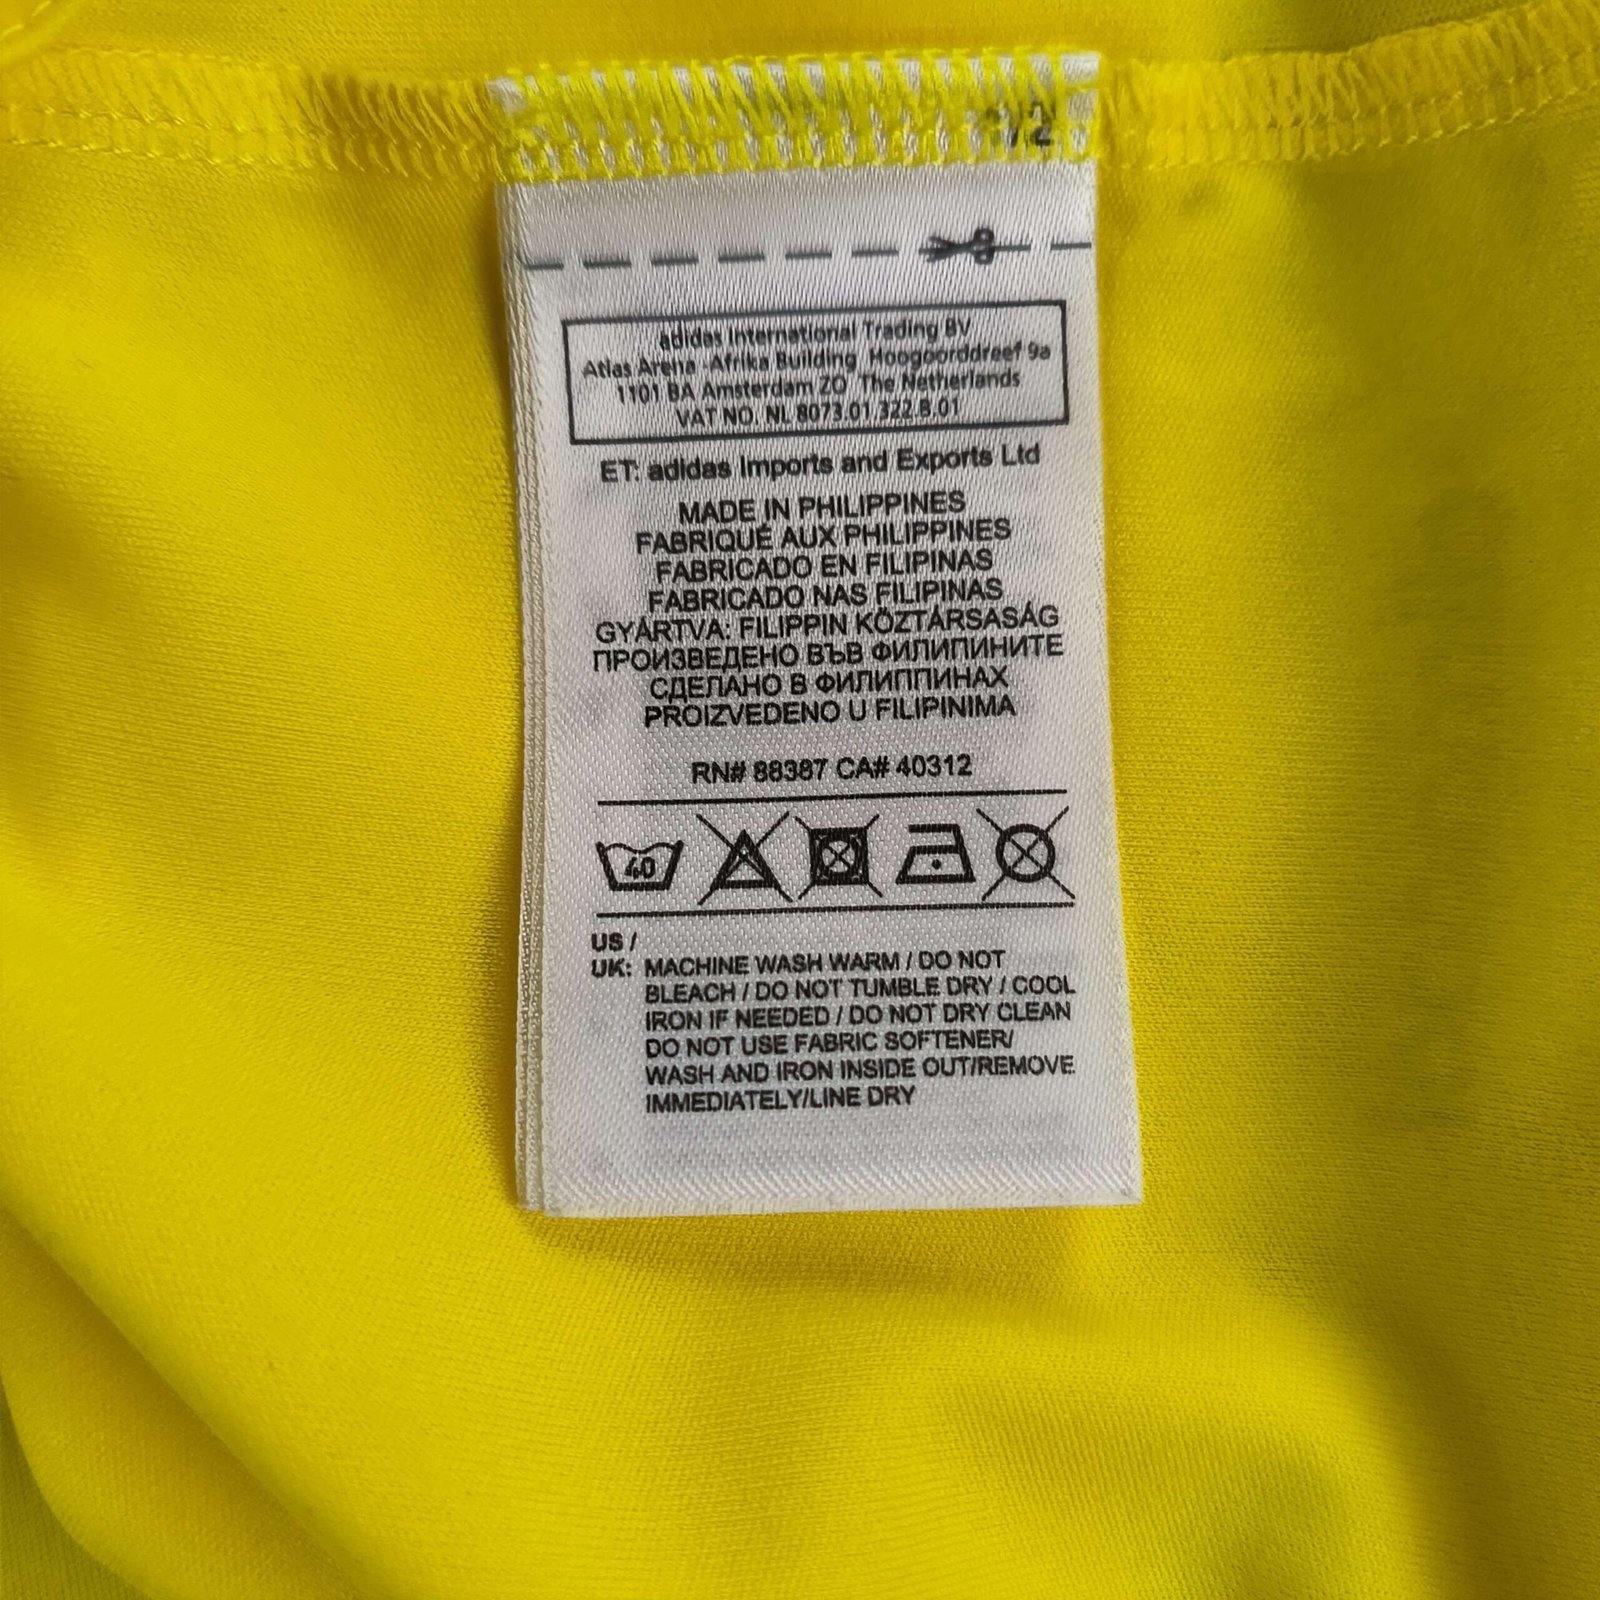 adidas International Trading BV
Atlas Arena -Afrika Building Hoogoorddreef 9a
1101 BA Amsterdam ZO The Netherlands
VAT NO. NL 8073.01.322.B.01
ET: adidas Imports and Exports Ltd
MADE IN PHILIPPINES
FABRIQUÉ AUX PHILIPPINES
FABRICADO EN FILIPINAS
FABRICADO NAS FILIPINAS
GYÁRTVA: FILIPPIN KÖZTÁRSASÁG
ПРОИЗВЕДЕНО ВЪВ ФИЛИПИНИТЕ
СДЕЛАНО В ФИЛИППИНАХ
PROIZVEDENO U FILIPINIMA
RN# 88387 CA# 40312
40
US /
UK: MACHINE WASH WARM / DO NOT
BLEACH / DO NOT TUMBLE DRY / COOL
IRON IF NEEDED / DO NOT DRY CLEAN
DO NOT USE FABRIC SOFTENER/
WASH AND IRON INSIDE OUT/REMOVE
IMMEDIATELY/LINE DRY